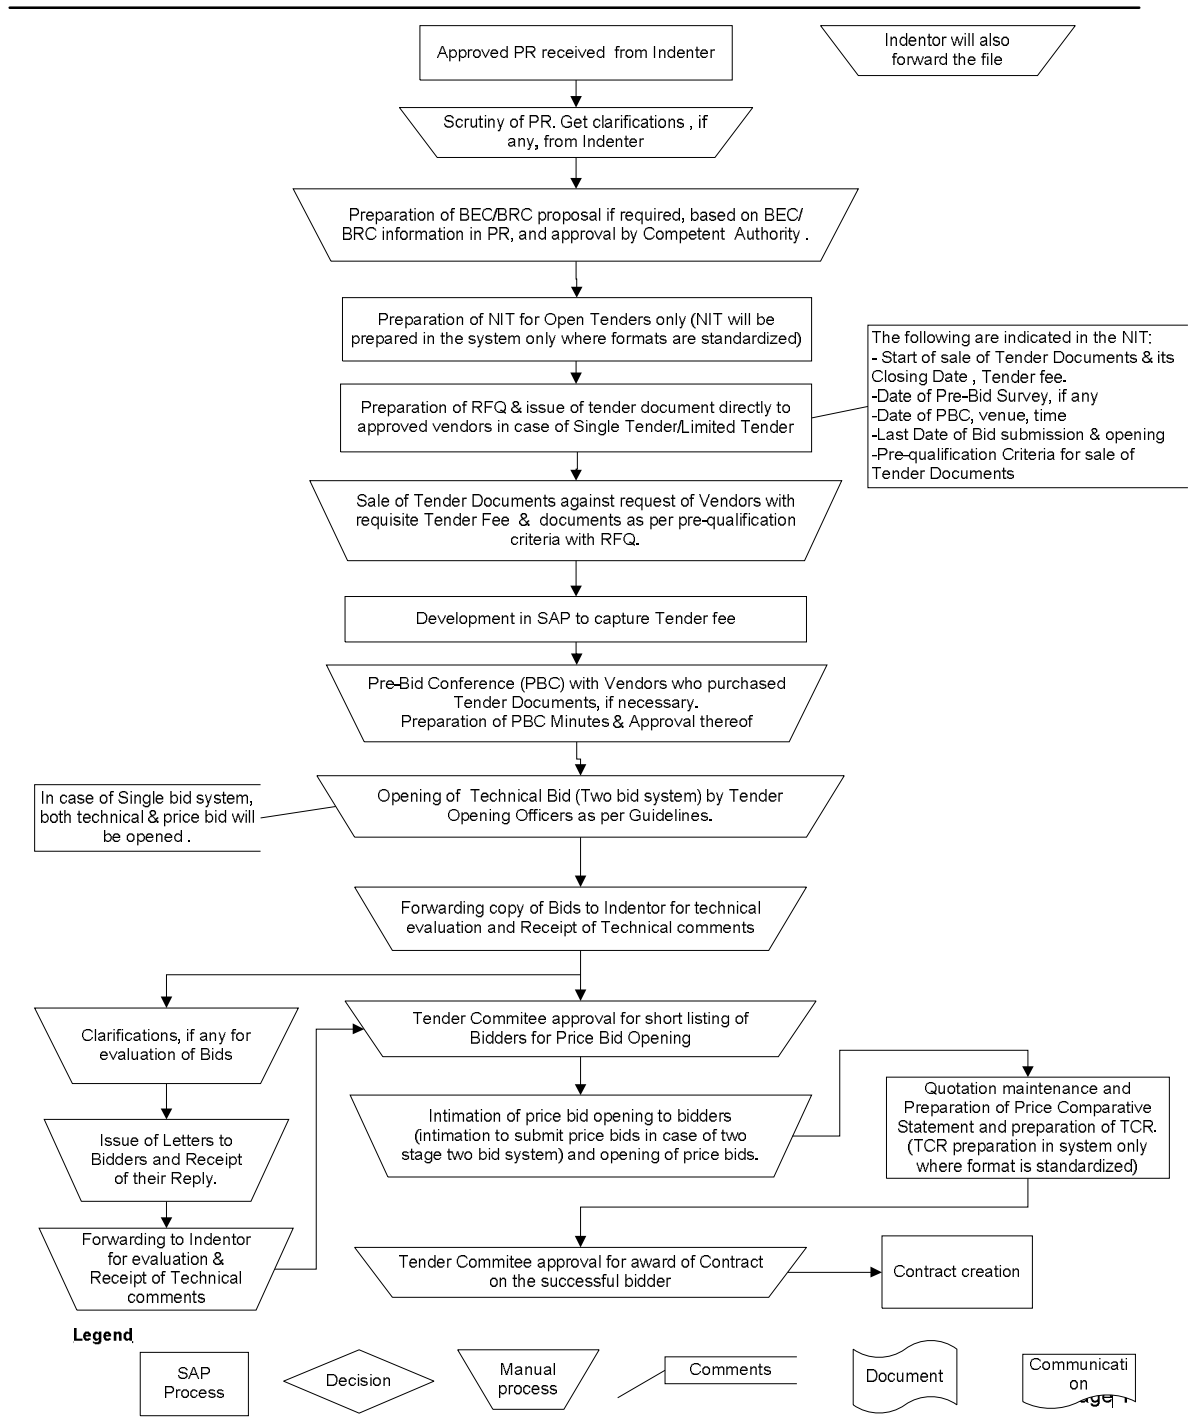 Approved PR received from Indenter
Indentor will also
forward the file
Scrutiny of PR. Get clarifications , if
any, from Indenter
Preparation of BEC/BRC proposal if required, based on BEC/
BRC information in PR, and approval by Competent Authority .
Preparation of NIT for Open Tenders only (NIT will be
prepared in the system only where formats are standardized)
The following are indicated in the NIT:
- Start of sale of Tender Documents & its
Closing Date , Tender fee.
-Date of Pre-Bid Survey, if any
-Date of PBC, venue, time
-Last Date of Bid submission & opening
-Pre-qualification Criteria for sale of
Tender Documents
Preparation of RFQ & issue of tender document directly to
approved vendors in case of Single Tender/Limited Tender
Sale of Tender Documents against request of Vendors with
requisite Tender Fee & documents as per pre-qualification
criteria with RFQ.
Development in SAP to capture Tender fee
Pre-Bid Conference (PBC) with Vendors who purchased
Tender Documents, if necessary.
Preparation of PBC Minutes & Approval thereof
In case of Single bid system,
both technical & price bid will
be opened .
Opening of Technical Bid (Two bid system) by Tender
Opening Officers as per Guidelines.
Forwarding copy of Bids to Indentor for technical
evaluation and Receipt of Technical comments
Clarifications, if any for
evaluation of Bids
Tender Commitee approval for short listing of
Bidders for Price Bid Opening
Issue of Letters to
Bidders and Receipt
of their Reply.
Intimation of price bid opening to bidders
(intimation to submit price bids in case of two
stage two bid system) and opening of price bids.
Quotation maintenance and
Preparation of Price Comparative
Statement and preparation of TCR.
(TCR preparation in system only
where format is standardized)
Forwarding to Indentor
for evaluation &
Receipt of Technical
comments
Tender Commitee approval for award of Contract
on the successful bidder
Contract creation
Legend
SAP
Process
Decision
Manual
process
Comments
Document
Communicati
on